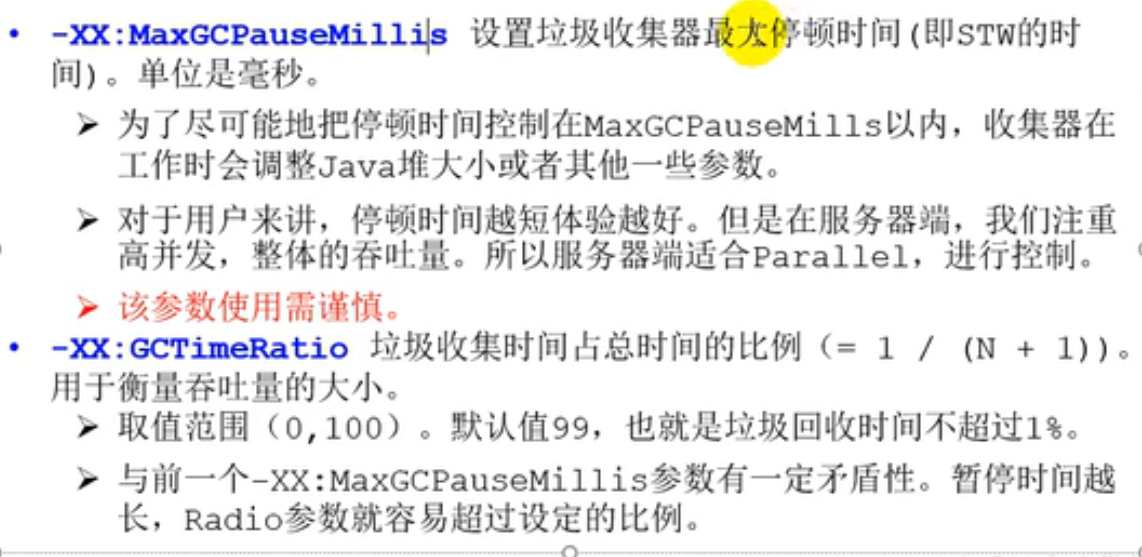 • -XX:MaxGCPauseMillis 设置垃圾收集器最大停顿时间(即STW的时
间)。单位是毫秒。
➢ 为了尽可能地把停顿时间控制在MaxGCPauseMills以内，收集器在
工作时会调整Java堆大小或者其他一些参数。
➢ 对于用户来讲，停顿时间越短体验越好。但是在服务器端，我们注重
高并发，整体的吞吐量。所以服务器端适合Parallel，进行控制。
➢ 该参数使用需谨慎。
• -XX:GCTimeRatio 垃圾收集时间占总时间的比例（= 1 / (N + 1)）。
用于衡量吞吐量的大小。
➢ 取值范围（0,100）。默认值99，也就是垃圾回收时间不超过1%。
➢ 与前一个-XX:MaxGCPauseMillis参数有一定矛盾性。暂停时间越
长，Radio参数就容易超过设定的比例。